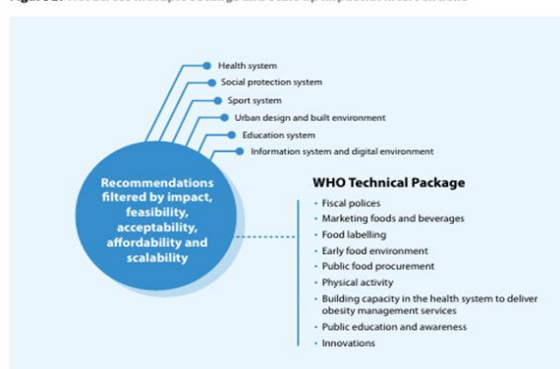 Health system
Social protection system
Sport system
Urban design and built environment
Education system
Information system and digital environment
Recommendations
filtered by impact,
feasibility,
acceptability,
affordability and
scalability
WHO Technical Package
• Fiscal polices
• Marketing foods and beverages
• Food labelling
• Early food environment
• Public food procurement
• Physical activity
• Building capacity in the health system to deliver
obesity management services
• Public education and awareness
• Innovations